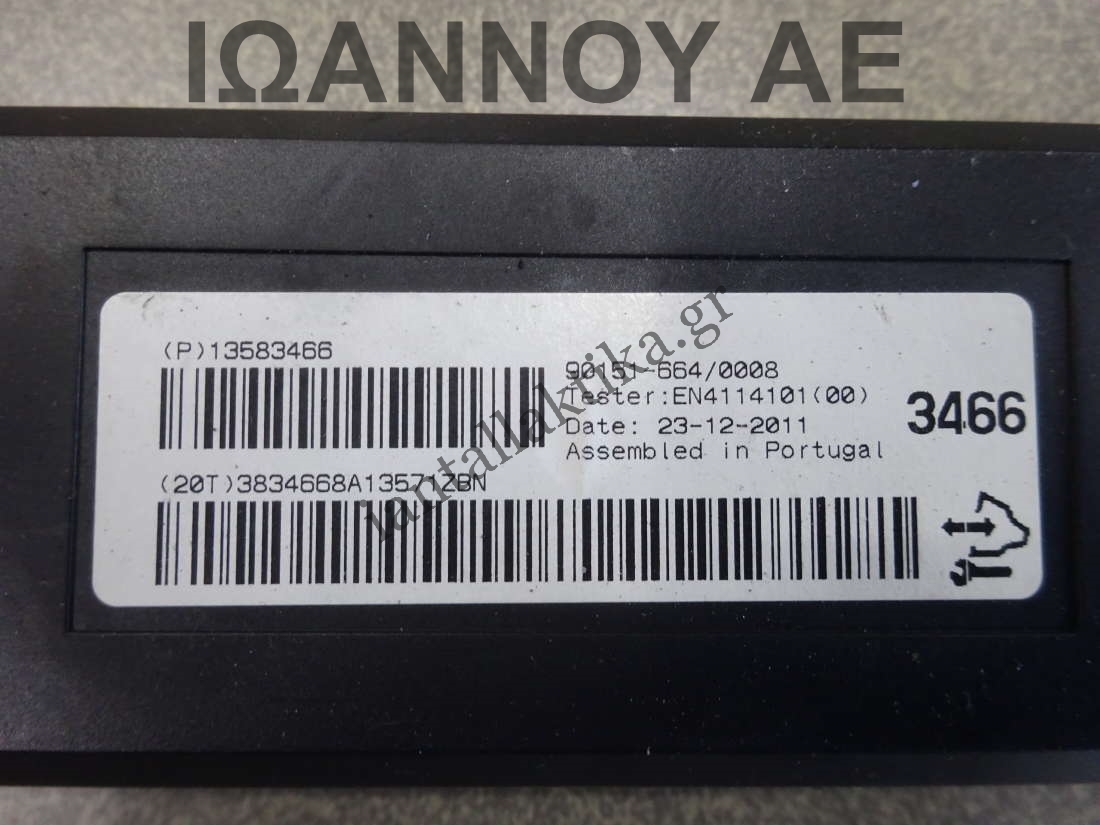 ΙΩΑΝΝΟΥ ΑΕ
(P)13583466
90151-664/0008
Tester:EN4114101(00)
Date: 23-12-2011
Assembled in Portugal
3466
(20T)3834668A13571ZBN
iantallaktika.gr